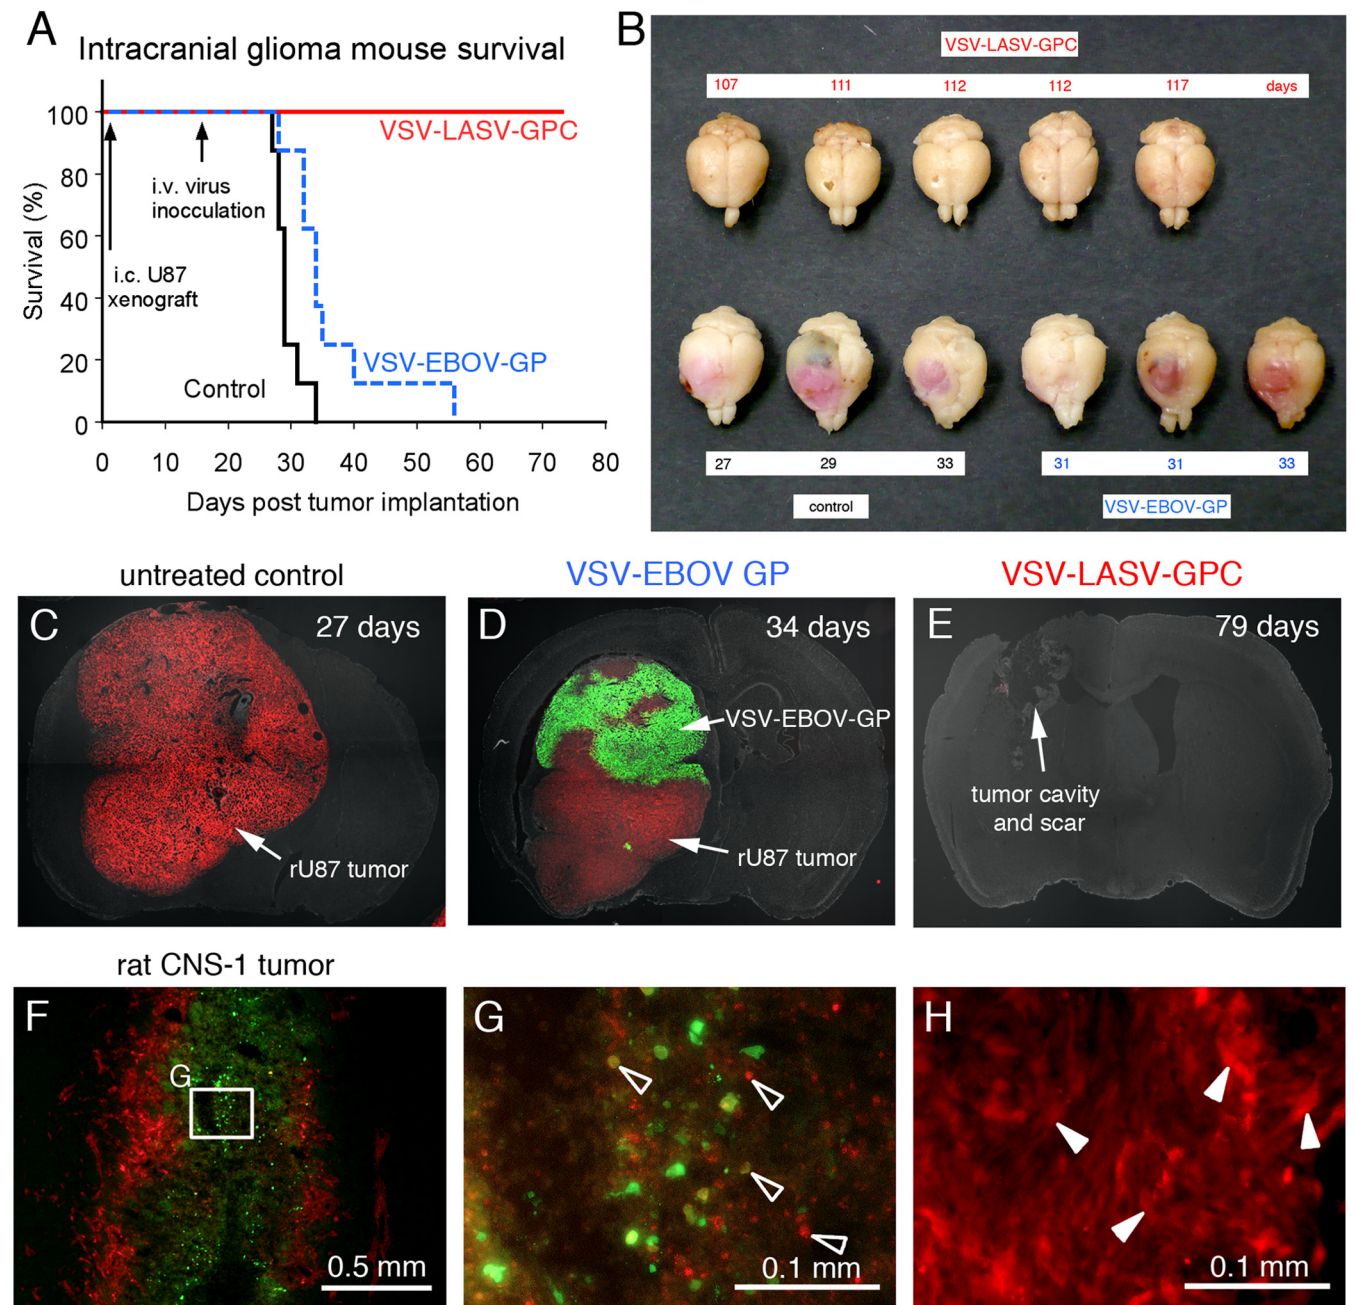 A
Intracranial glioma mouse survival
100
80
60
40
20
0
Survival (%)
VSV-LASV-GPC
i.v. virus
inocculation
i.c. U87
xenograft
VSV-EBOV-GP
Control
0 10 20 30 40 50 60 70 80
Days post tumor implantation
B
VSV-LASV-GPC
107 111 112 112 117 days
27 29 33 31 31 33
control VSV-EBOV-GP
untreated control
C
27 days
rU87 tumor
VSV-EBOV GP
D
34 days
VSV-EBOV-GP
rU87 tumor
VSV-LASV-GPC
E
79 days
tumor cavity
and scar
rat CNS-1 tumor
F
G
0.5 mm
G
0.1 mm
H
0.1 mm